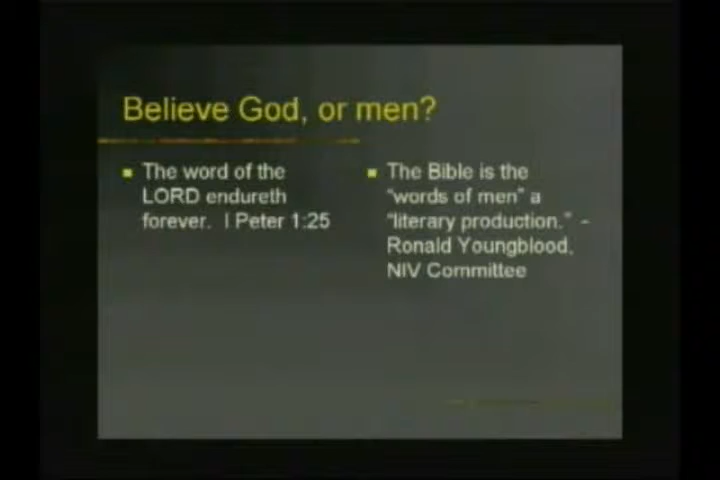 Believe God, or men?
The word of the
LORD endureth
forever. I Peter 1:25
The Bible is the
“words of men” a
“literary production.” -
Ronald Youngblood,
NIV Committee